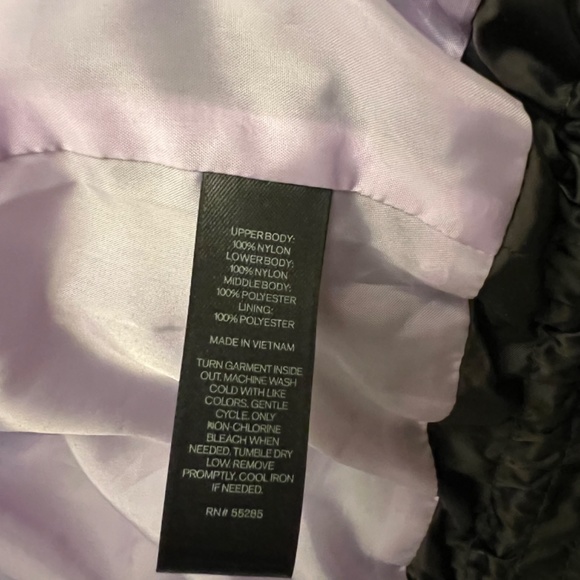 UPPER BODY:
100% NYLON
LOWER BODY:
100% NYLON
MIDDLE BODY:
100% POLYESTER
LINING:
100% POLYESTER
MADE IN VIETNAM
TURN GARMENT INSIDE
OUT. MACHINE WASH
COLD WITH LIKE
COLORS, GENTLE
CYCLE. ONLY
NON-CHLORINE
BLEACH WHEN
NEEDED. TUMBLE DRY
LOW. REMOVE
PROMPTLY. COOL IRON
IF NEEDED.
RN# 55285